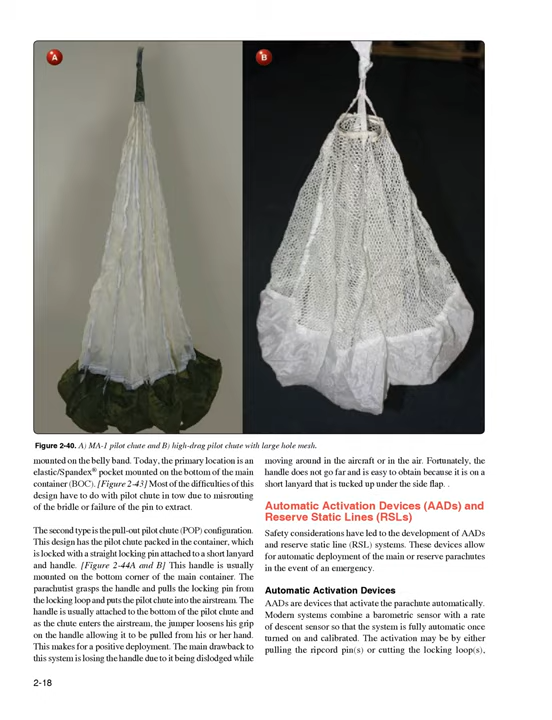 A
B
Figure 2-40. A) MA-1 pilot chute and B) high-drag pilot chute with large hole mesh.
mounted on the belly band. Today, the primary location is an
elastic/Spandex® pocket mounted on the bottom of the main
container (BOC). [Figure 2-43] Most of the difficulties of this
design have to do with pilot chute in tow due to misrouting
of the bridle or failure of the pin to extract.
The second type is the pull-out pilot chute (POP) configuration.
This design has the pilot chute packed in the container, which
is locked with a straight locking pin attached to a short lanyard
and handle. [Figure 2-44A and B] This handle is usually
mounted on the bottom corner of the main container. The
parachutist grasps the handle and pulls the locking pin from
the locking loop and puts the pilot chute into the airstream. The
handle is usually attached to the bottom of the pilot chute and
as the chute enters the airstream, the jumper loosens his grip
on the handle allowing it to be pulled from his or her hand.
This makes for a positive deployment. The main drawback to
this system is losing the handle due to it being dislodged while
moving around in the aircraft or in the air. Fortunately, the
handle does not go far and is easy to obtain because it is on a
short lanyard that is tucked up under the side flap. .
Automatic Activation Devices (AADs) and
Reserve Static Lines (RSLs)
Safety considerations have led to the development of AADs
and reserve static line (RSL) systems. These devices allow
for automatic deployment of the main or reserve parachutes
in the event of an emergency.
Automatic Activation Devices
AADs are devices that activate the parachute automatically.
Modern systems combine a barometric sensor with a rate
of descent sensor so that the system is fully automatic once
turned on and calibrated. The activation may be by either
pulling the ripcord pin(s) or cutting the locking loop(s),
2-18